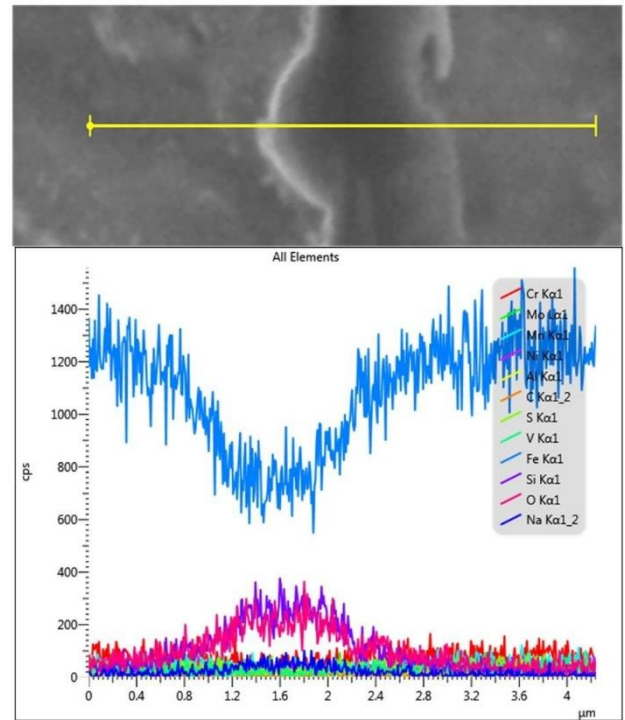 All Elements
cps
1400
1200
1000
800
600
400
200
0
Cr Kα1
Mo Lα1
Mn Kα1
Ni Kα1
Al Kα1
C Kα1_2
S Kα1
V Kα1
Fe Kα1
Si Kα1
O Kα1
Na Kα1_2
0 0.4 0.8 1.2 1.6 2 2.4 2.8 3.2 3.6 4
µm